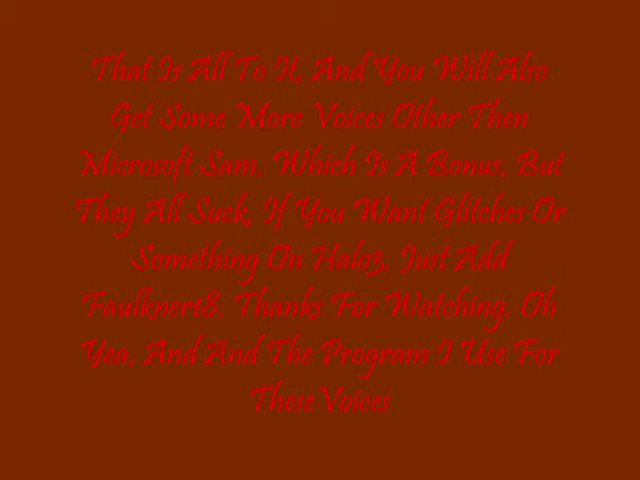 That Is All To It, And You Will Also
Get Some More Voices Other Then
Microsoft Sam, Which Is A Bonus, But
They All Suck, If You Want Glitches Or
Something On Halo3, Just Add
Faulkner18. Thanks For Watching. Oh
Yea, And And The Program I Use For
These Voices